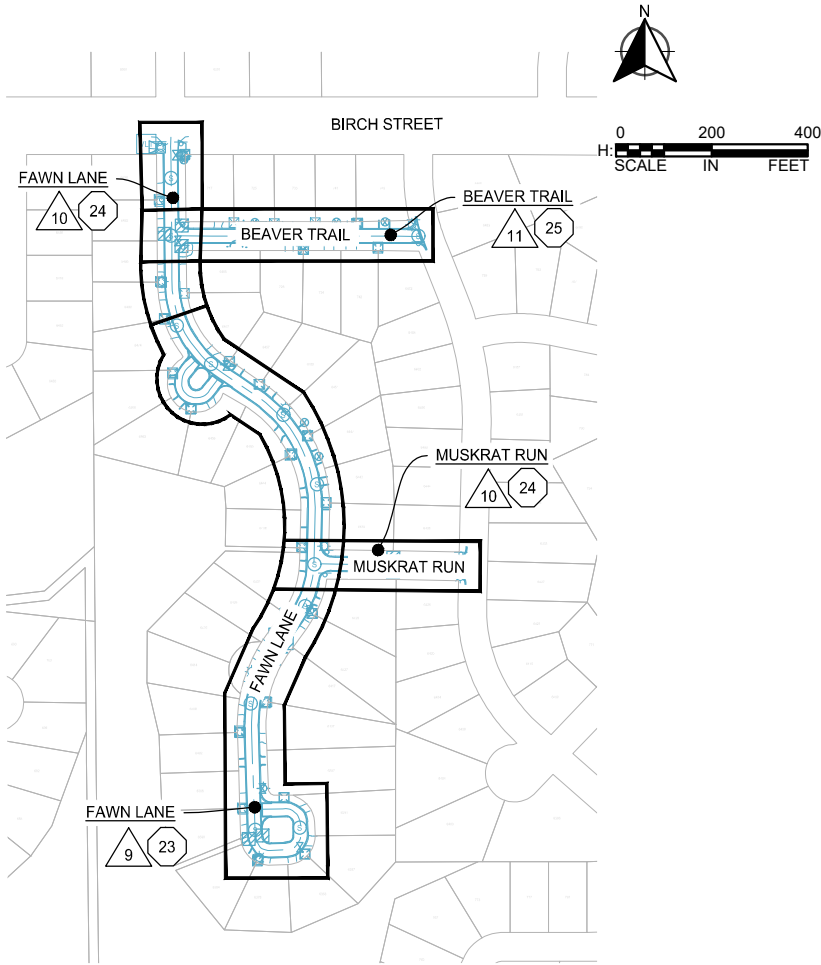 N
0 200 400
H:
SCALE IN FEET
BIRCH STREET
FAWN LANE
10 24
BEAVER TRAIL
11 25
BEAVER TRAIL
MUSKRAT RUN
10 24
MUSKRAT RUN
FAWN LANE
FAWN LANE
9 23